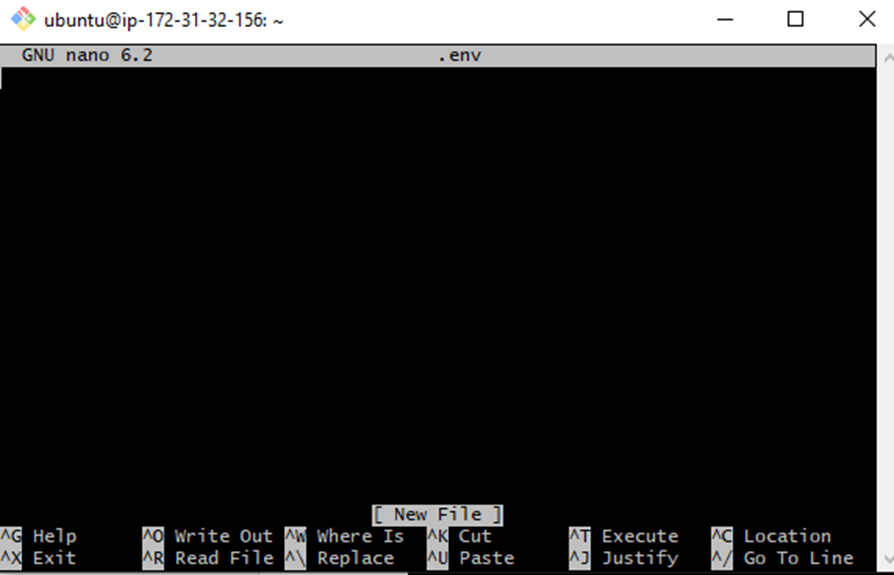 ubuntu@ip-172-31-32-156: ~
GNU nano 6.2 .env
[ New File ]
^G Help ^O Write Out ^W Where Is ^K Cut ^T Execute ^C Location
^X Exit ^R Read File ^\ Replace ^U Paste ^J Justify ^/ Go To Line